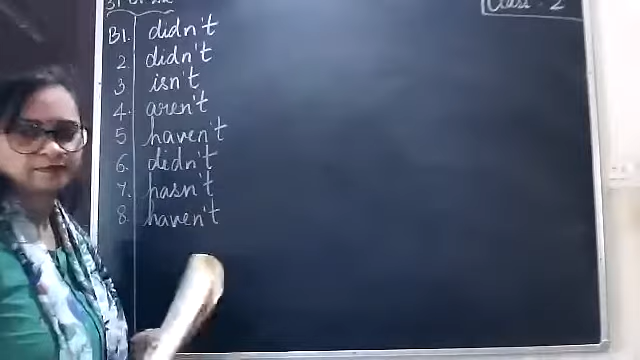 Class - 2
B1. didn't
2. didn't
3 isn't
4. aren't
5 haven't
6. didn't
7. hasn't
8. haven't